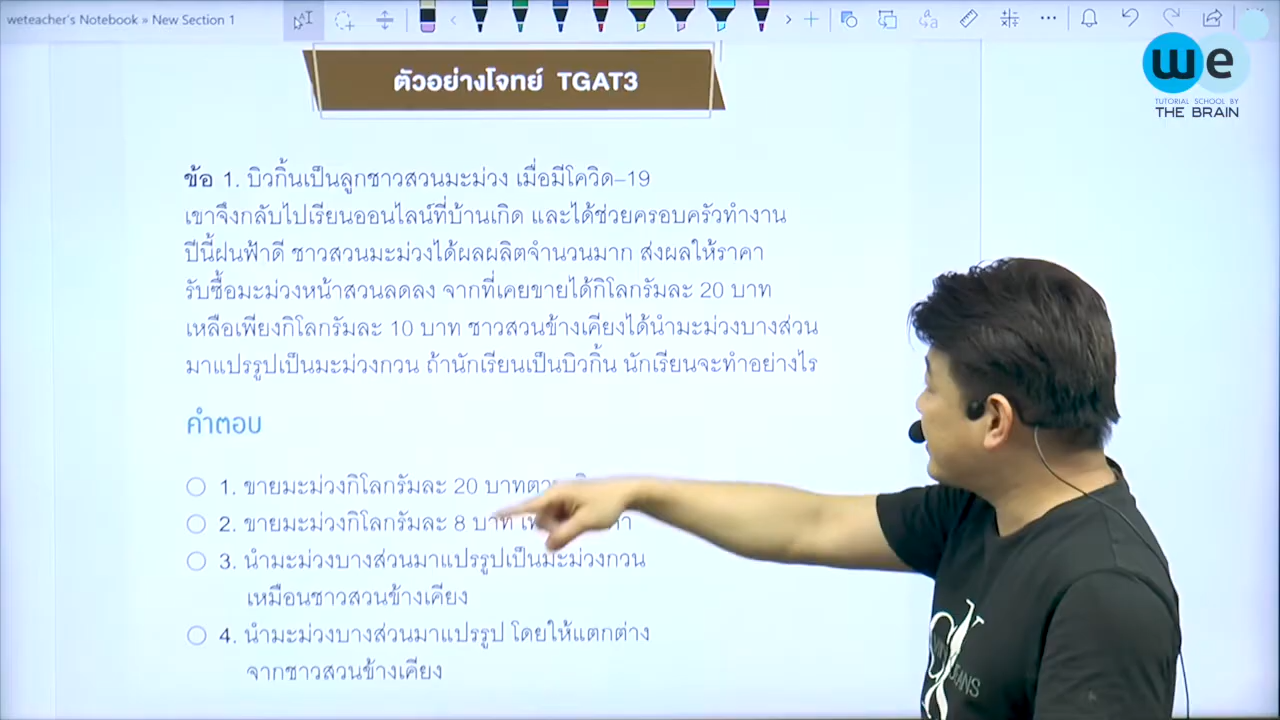 weteacher's Notebook » New Section 1
we
TUTORIAL SCHOOL BY
THE BRAIN
ตัวอย่างโจทย์ TGAT3
ข้อ 1. บิวกิ้นเป็นลูกชาวสวนมะม่วง เมื่อมีโควิด-19
เขาจึงกลับไปเรียนออนไลน์ที่บ้านเกิด และได้ช่วยครอบครัวทำงาน
ปีนี้ฝนฟ้าดี ชาวสวนมะม่วงได้ผลผลิตจำนวนมาก ส่งผลให้ราคา
รับซื้อมะม่วงหน้าสวนลดลง จากที่เคยขายได้กิโลกรัมละ 20 บาท
เหลือเพียงกิโลกรัมละ 10 บาท ชาวสวนข้างเคียงได้นำมะม่วงบางส่วน
มาแปรรูปเป็นมะม่วงกวน ถ้านักเรียนเป็นบิวกิ้น นักเรียนจะทำอย่างไร
คำตอบ
1. ขายมะม่วงกิโลกรัมละ 20 บาท
2. ขายมะม่วงกิโลกรัมละ 8 บาท
3. นำมะม่วงบางส่วนมาแปรรูปเป็นมะม่วงกวน
เหมือนชาวสวนข้างเคียง
4. นำมะม่วงบางส่วนมาแปรรูป โดยให้แตกต่าง
จากชาวสวนข้างเคียง